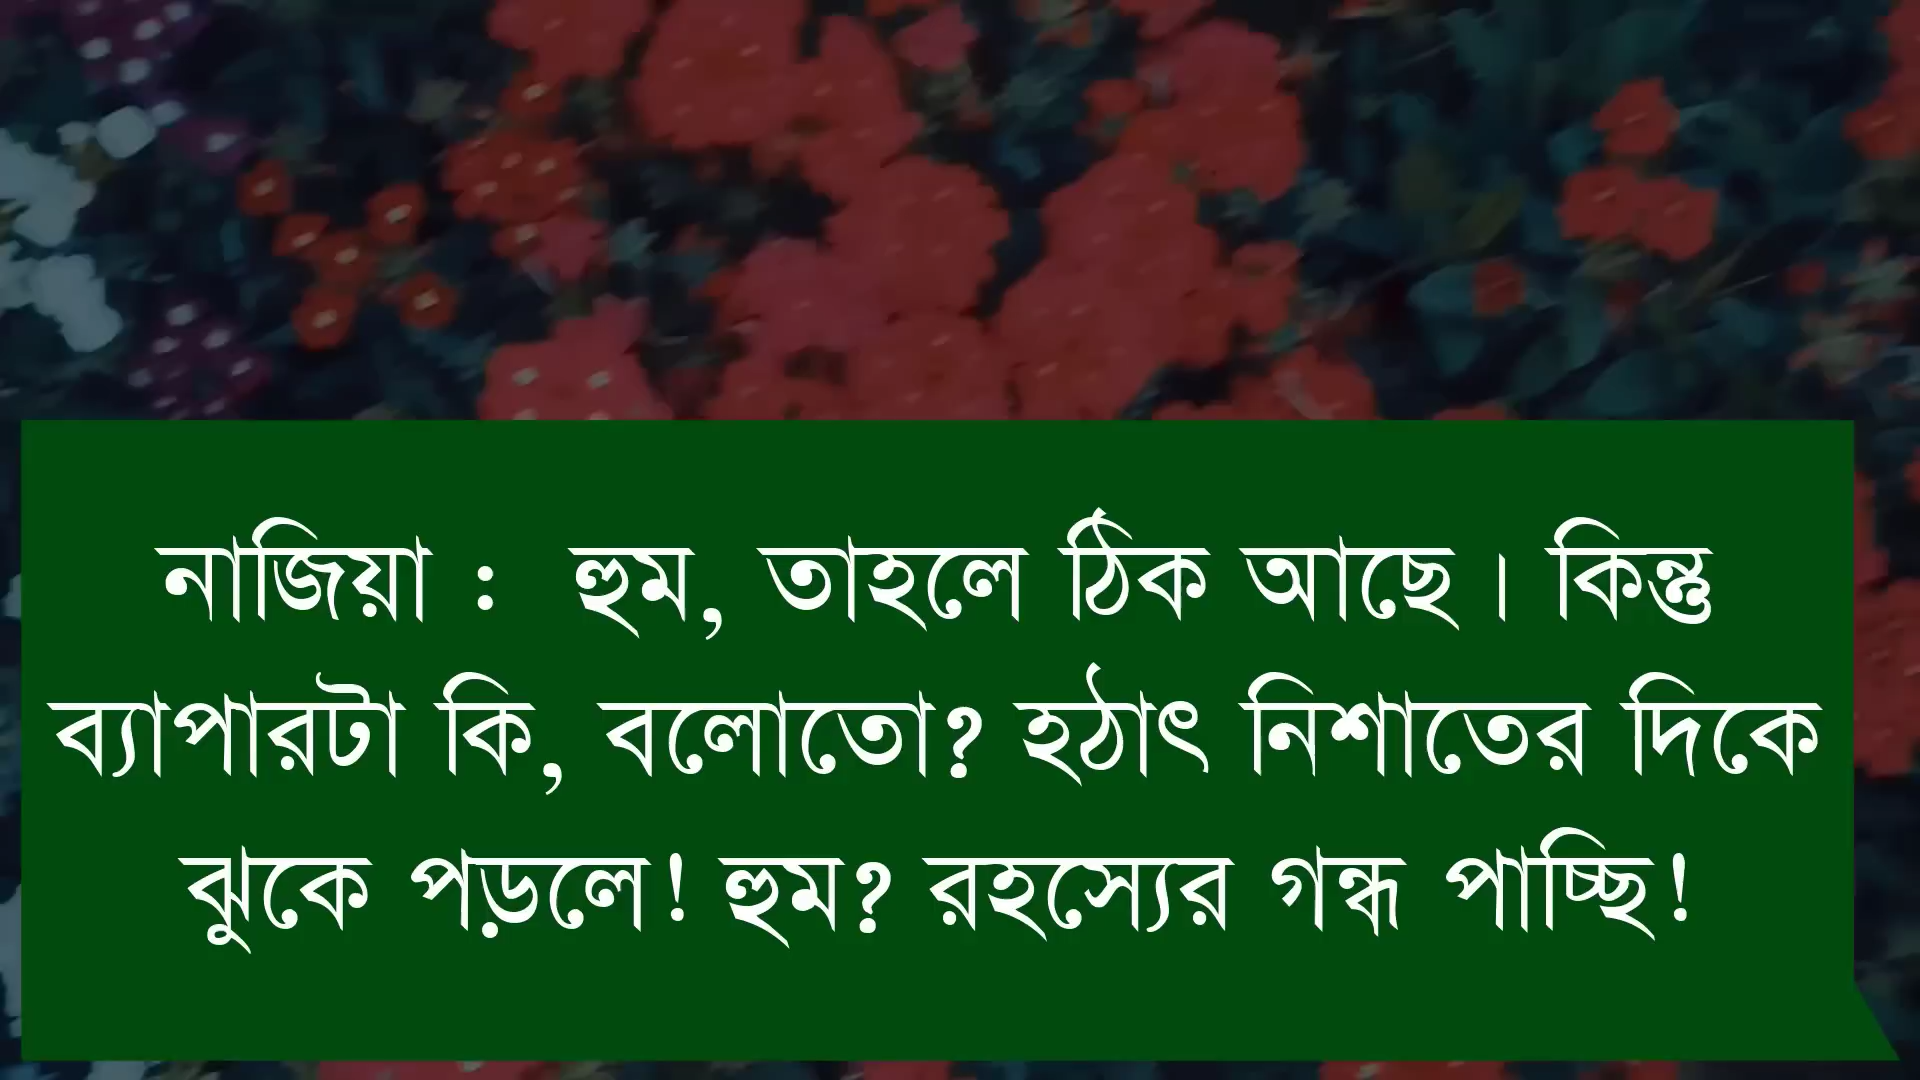 নাজিয়া : হুম, তাহলে ঠিক আছে। কিন্তু
ব্যাপারটা কি, বলোতো? হঠাৎ নিশাতের দিকে
ঝুকে পড়লে! হুম? রহস্যের গন্ধ পাচ্ছি!